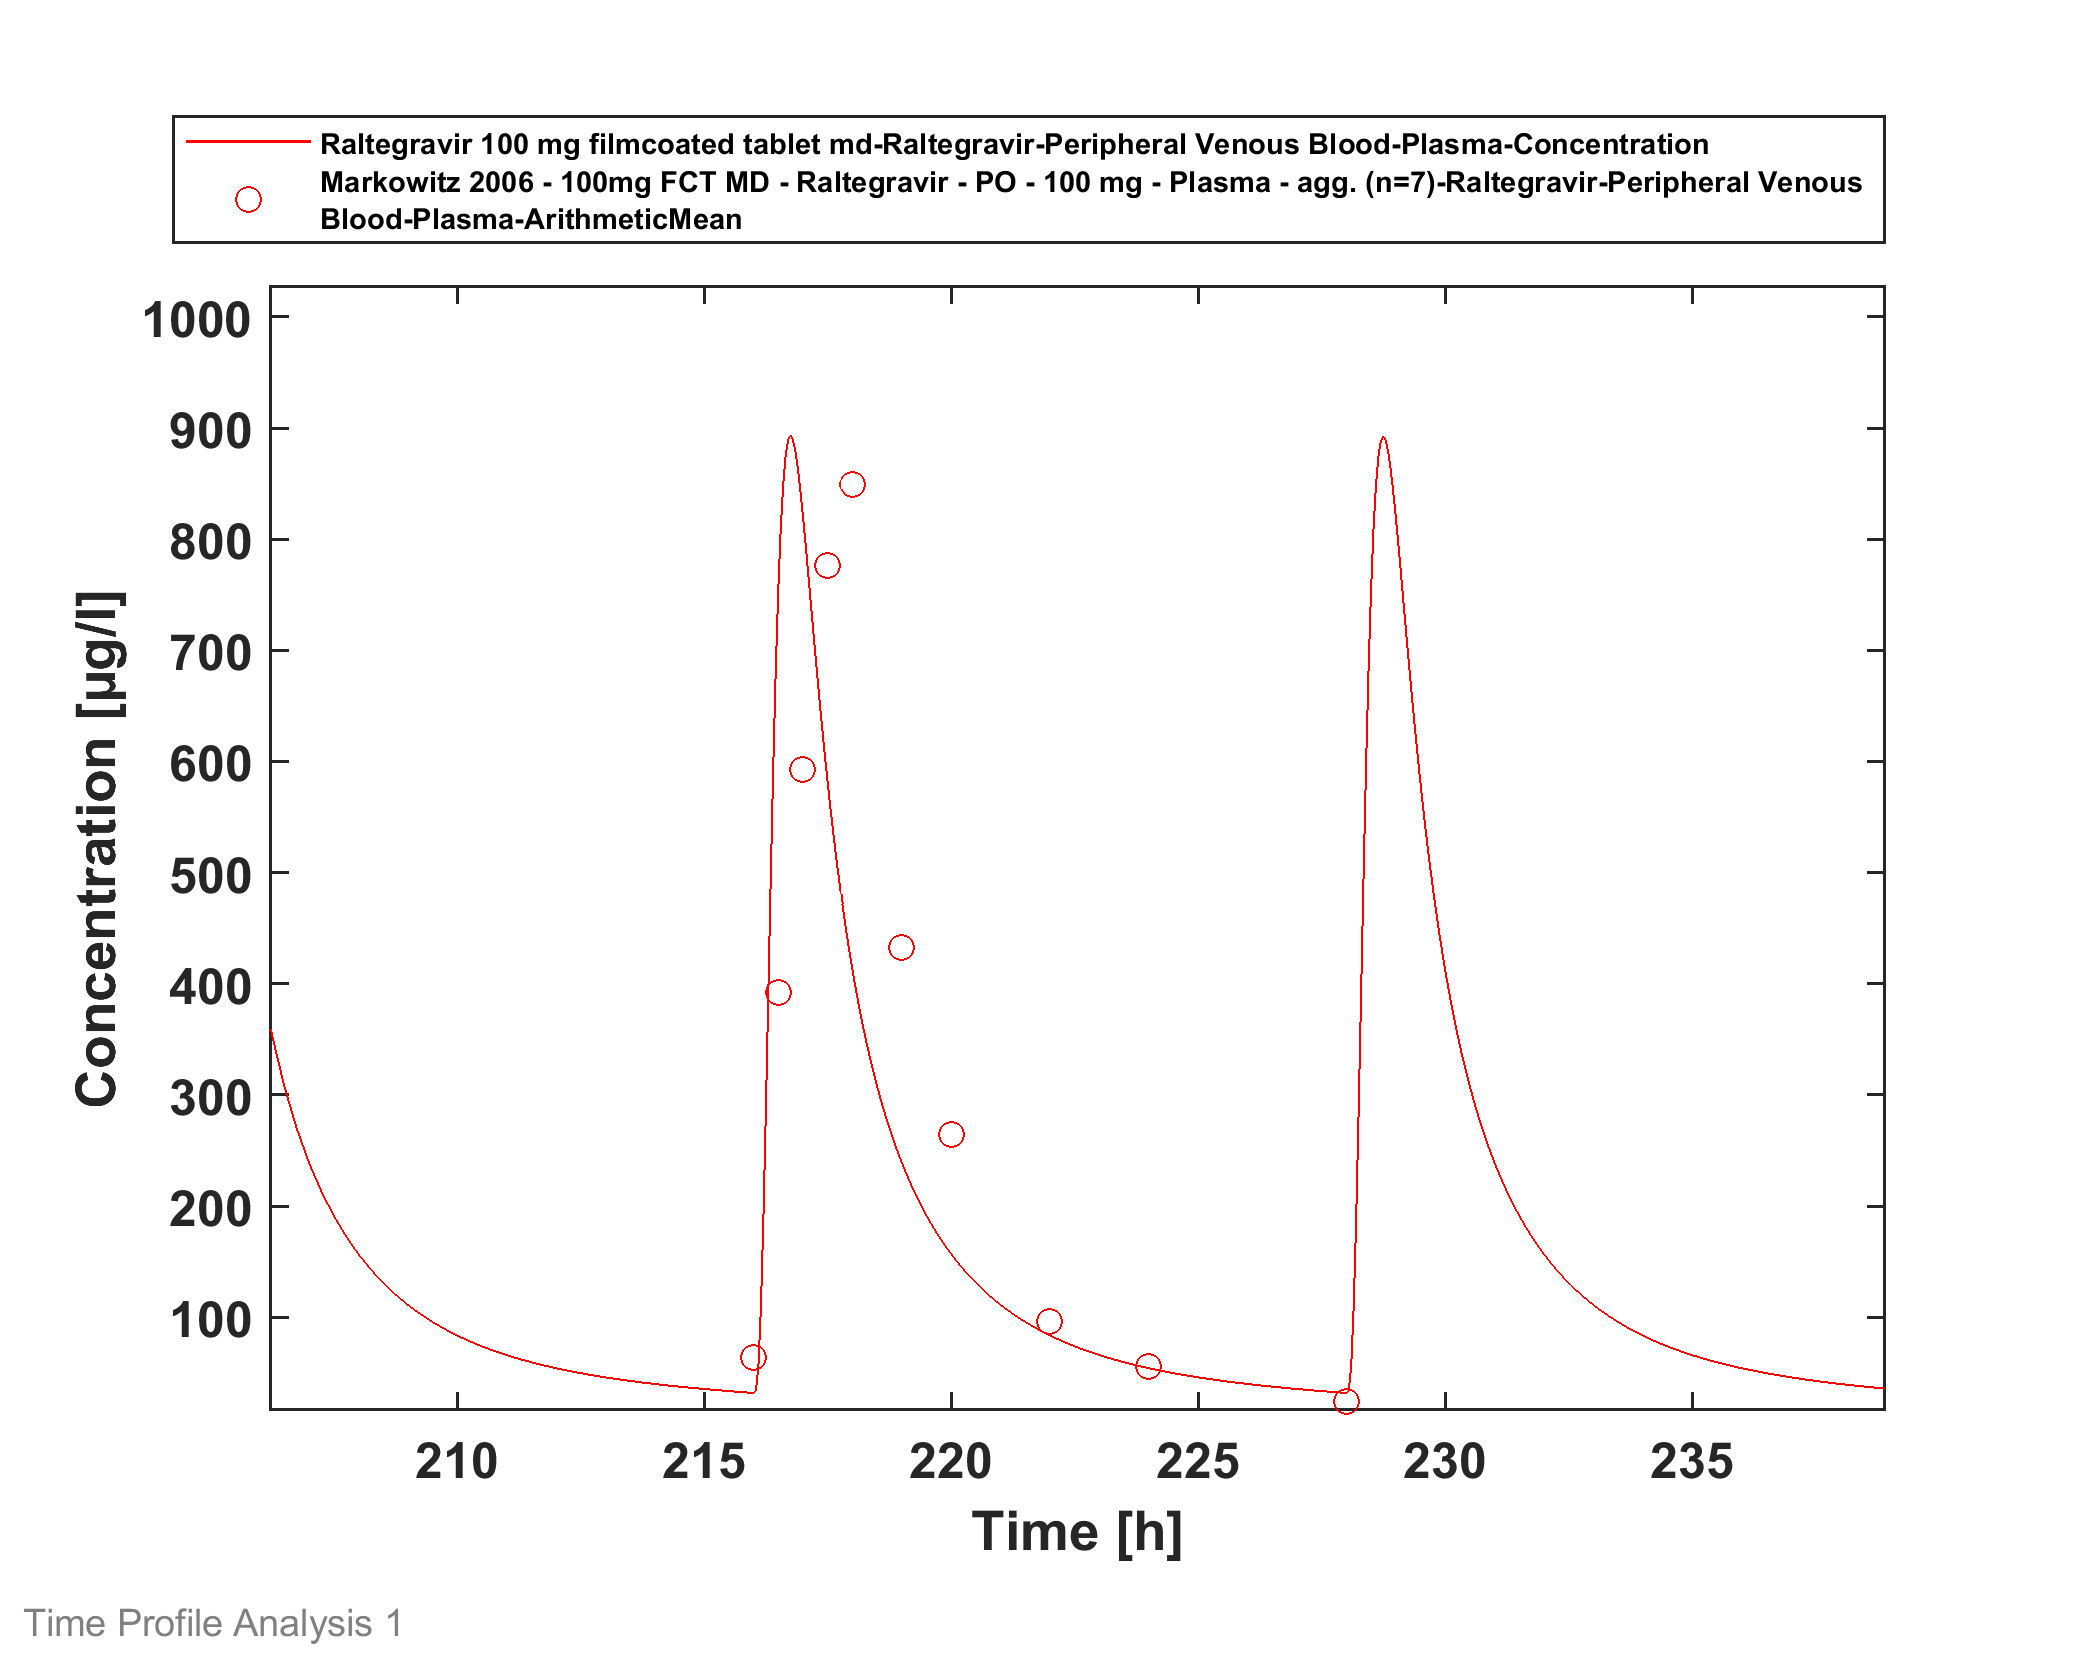 Raltegravir 100 mg filmcoated tablet md-Raltegravir-Peripheral Venous Blood-Plasma-Concentration
Markowitz 2006 - 100mg FCT MD - Raltegravir - PO - 100 mg - Plasma - agg. (n=7)-Raltegravir-Peripheral Venous
Blood-Plasma-ArithmeticMean
1000
900
800
700
600
500
400
300
200
100
Concentration [µg/l]
210
215
220
225
230
235
Time [h]
Time Profile Analysis 1